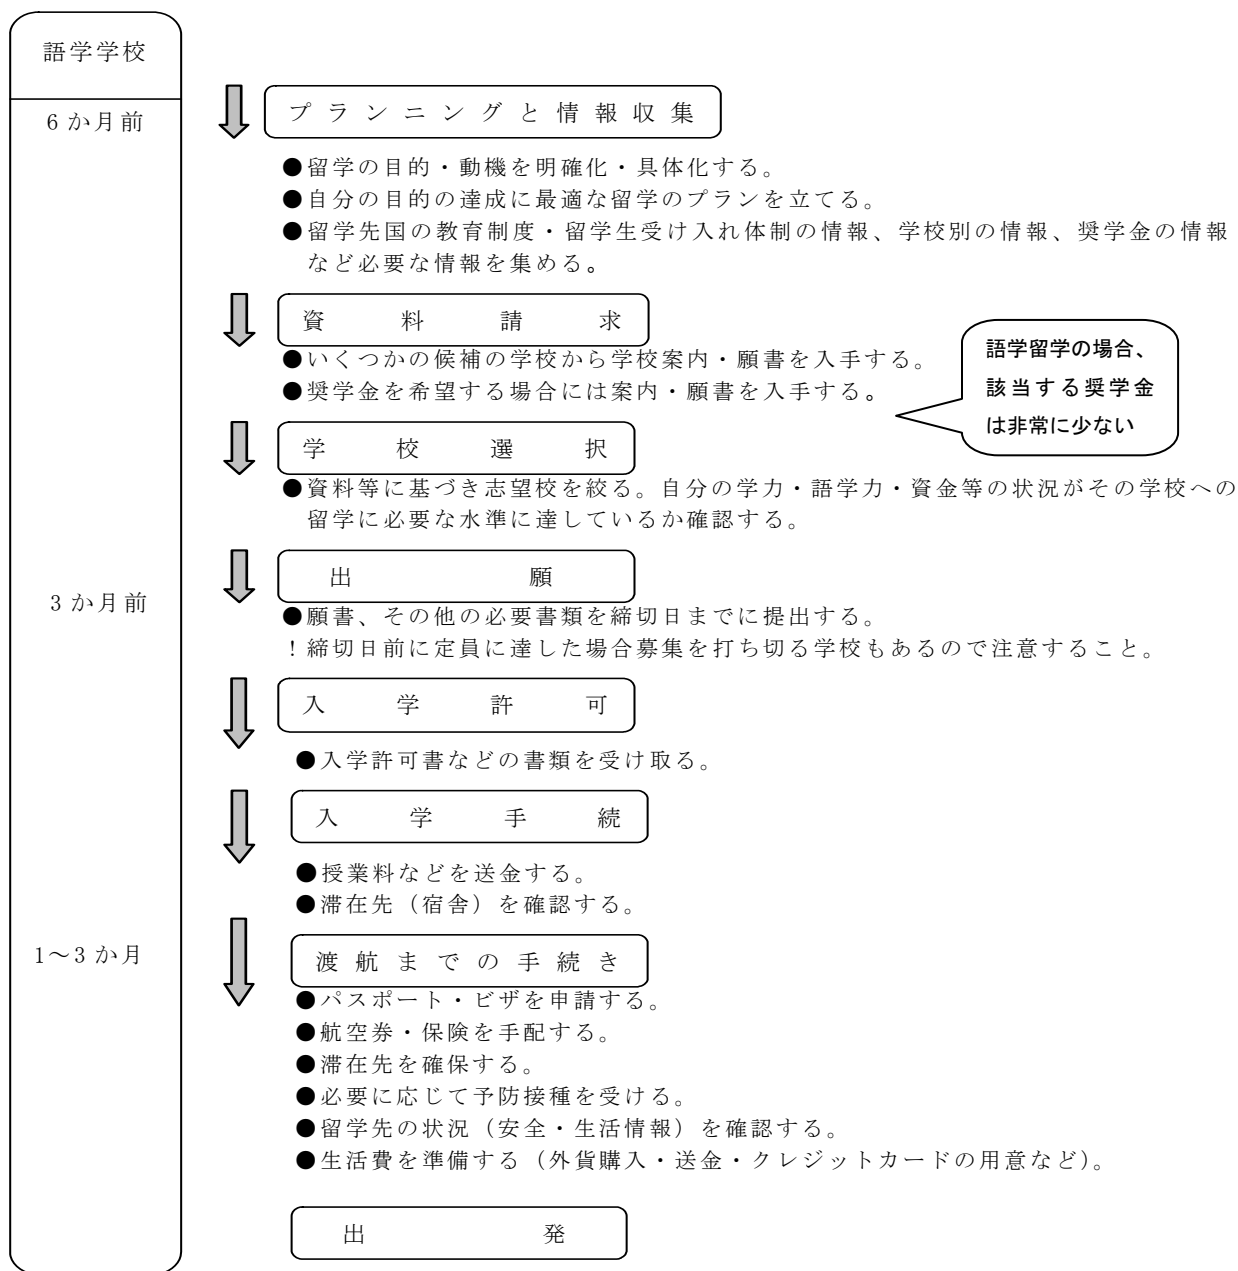 語学学校
6か月前
プランニングと情報収集
●留学の目的・動機を明確化・具体化する。
●自分の目的の達成に最適な留学のプランを立てる。
●留学先国の教育制度・留学生受け入れ体制の情報、学校別の情報、奨学金の情報
など必要な情報を集める。
資料請求
●いくつかの候補の学校から学校案内・願書を入手する。
●奨学金を希望する場合には案内・願書を入手する。
語学留学の場合、
該当する奨学金
は非常に少ない
学校選択
●資料等に基づき志望校を絞る。自分の学力・語学力・資金等の状況がその学校への
留学に必要な水準に達しているか確認する。
3か月前
出願
●願書、その他の必要書類を締切日までに提出する。
！締切日前に定員に達した場合募集を打ち切る学校もあるので注意すること。
入学許可
●入学許可書などの書類を受け取る。
入学手続
●授業料などを送金する。
●滞在先（宿舎）を確認する。
1～3か月
渡航までの手続き
●パスポート・ビザを申請する。
●航空券・保険を手配する。
●滞在先を確保する。
●必要に応じて予防接種を受ける。
●留学先の状況（安全・生活情報）を確認する。
●生活費を準備する（外貨購入・送金・クレジットカードの用意など）。
出発